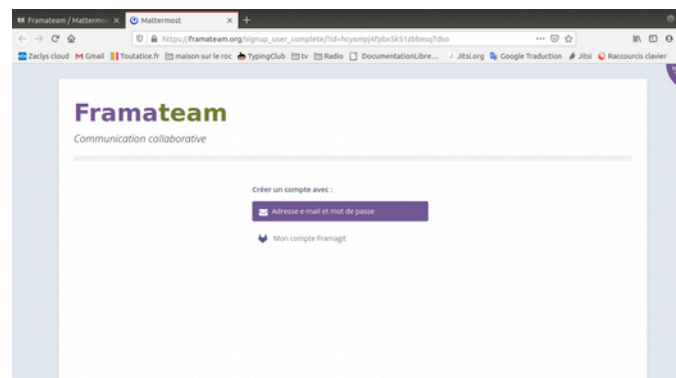 Framateam / Mattermos
Mattermost
https://framateam.org/signup_user_complete/?id=
Zaclys cloud
Gmail
Toutatice.fr
maison sur le roc
TypingClub
tv
Radio
DocumentationLibre...
Jitsi.org
Google Traduction
Jitsi
Raccourcis clavier
Framateam
Communication collaborative
Créer un compte avec :
Adresse e-mail et mot de passe
Mon compte Framagit